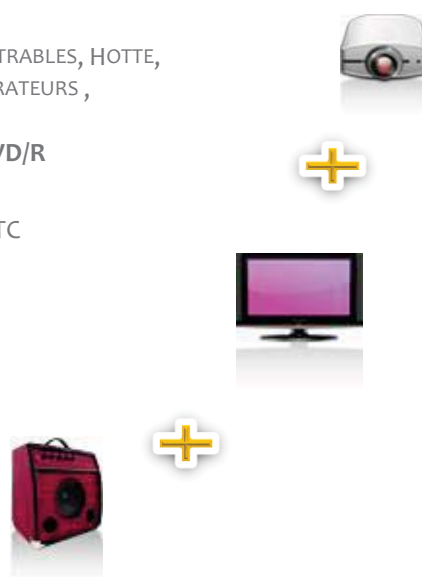 TRABLES, HOTTE,
RATEURS ,
VD/R
TC